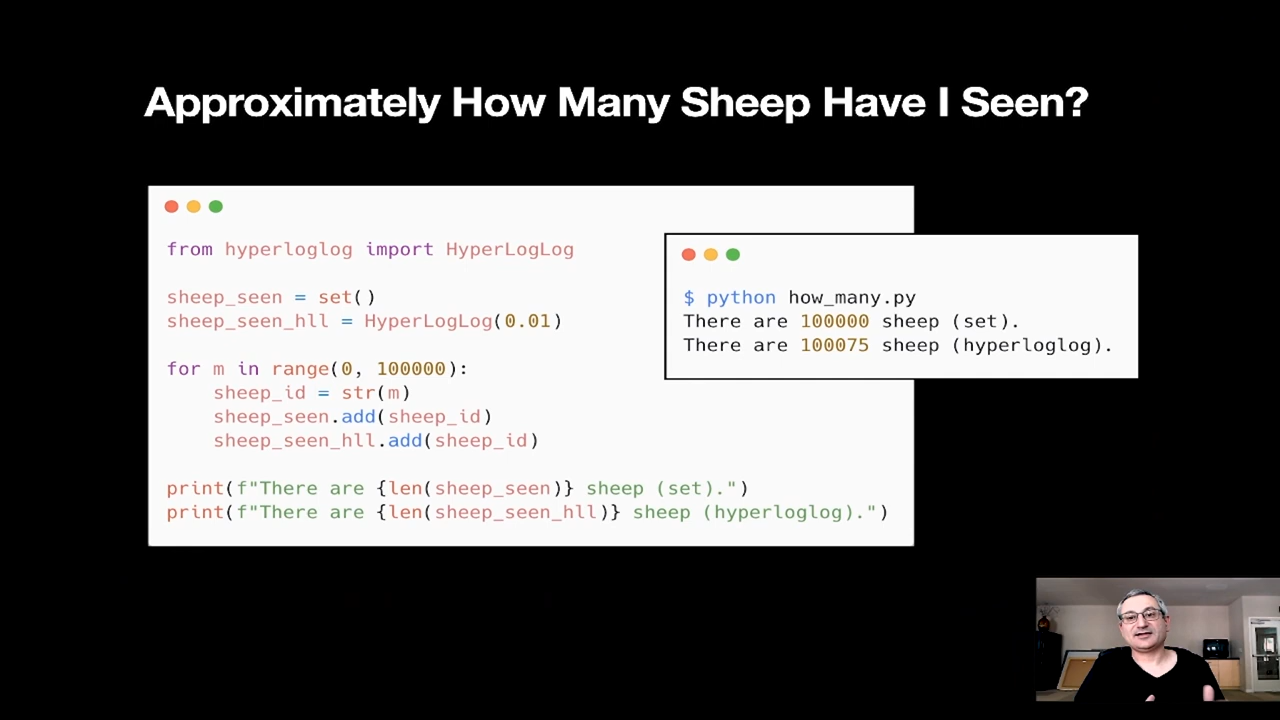 Approximately How Many Sheep Have I Seen?
from hyperloglog import HyperLogLog
sheep_seen = set()
sheep_seen_hll = HyperLogLog(0.01)
for m in range(0, 100000):
    sheep_id = str(m)
    sheep_seen.add(sheep_id)
    sheep_seen_hll.add(sheep_id)
print(f"There are {len(sheep_seen)} sheep (set).")
print(f"There are {len(sheep_seen_hll)} sheep (hyperloglog).")
$ python how_many.py
There are 100000 sheep (set).
There are 100075 sheep (hyperloglog).